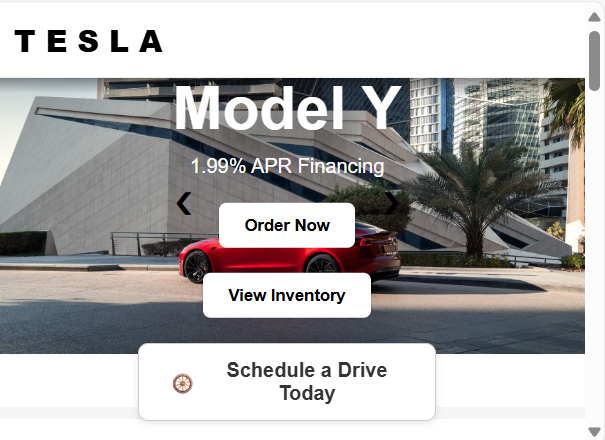 TESLA
Model Y
1.99% APR Financing
Order Now
View Inventory
Schedule a Drive
Today